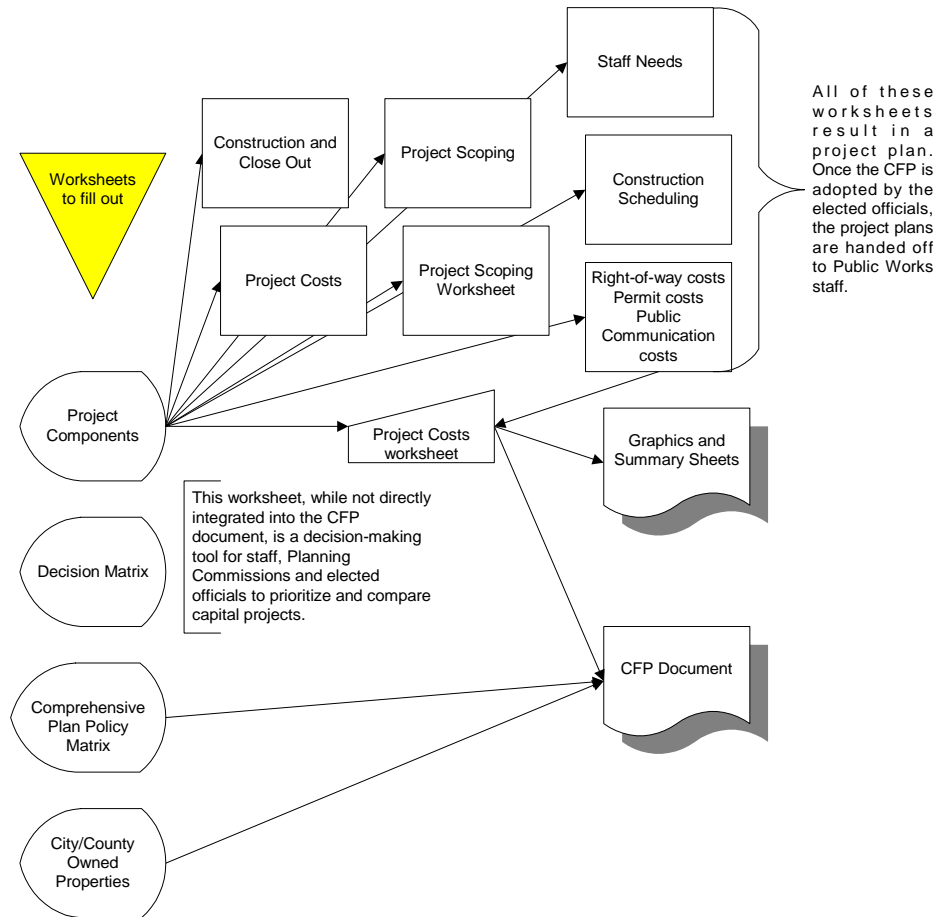 Staff Needs
All of these
worksheets
result in a
project plan.
Once the CFP is
adopted by the
elected officials,
the project plans
are handed off
to Public Works
staff.
Construction and
Close Out
Project Scoping
Worksheets
to fill out
Construction
Scheduling
Project Costs
Project Scoping
Worksheet
Right-of-way costs
Permit costs
Public
Communication
costs
Project
Components
Project Costs
worksheet
Graphics and
Summary Sheets
Decision Matrix
This worksheet, while not directly
integrated into the CFP
document, is a decision-making
tool for staff, Planning
Commissions and elected
officials to prioritize and compare
capital projects.
CFP Document
Comprehensive
Plan Policy
Matrix
City/County
Owned
Properties